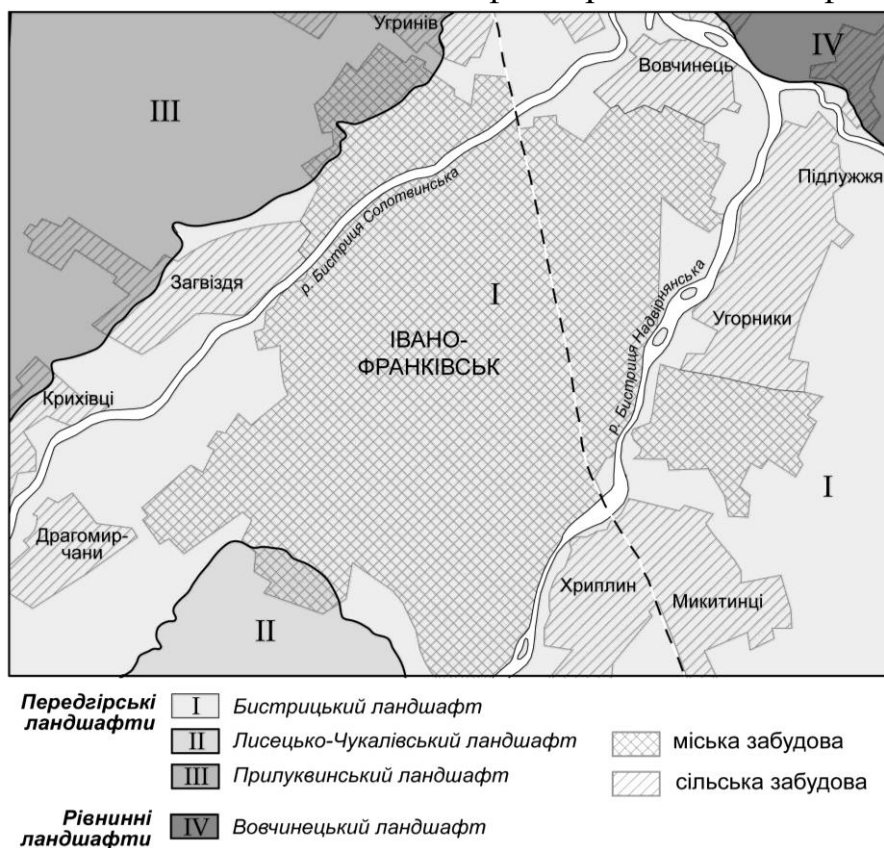 Угринів
IV
Вовчинець
III
Підлужжя
р. Бистриця Солотвинська
Загвіздя
I
р. Бистриця Надвірнянська
Угорники
ІВАНО-
ФРАНКІВСЬК
Крихівці
I
Драгомир-
чани
Хриплин
Микитинці
II
Передгірські
ландшафти
I Бистрицький ландшафт
II Лисецько-Чукалівський ландшафт
III Прилуквинський ландшафт
міська забудова
сільська забудова
Рівнинні
ландшафти
IV Вовчинецький ландшафт